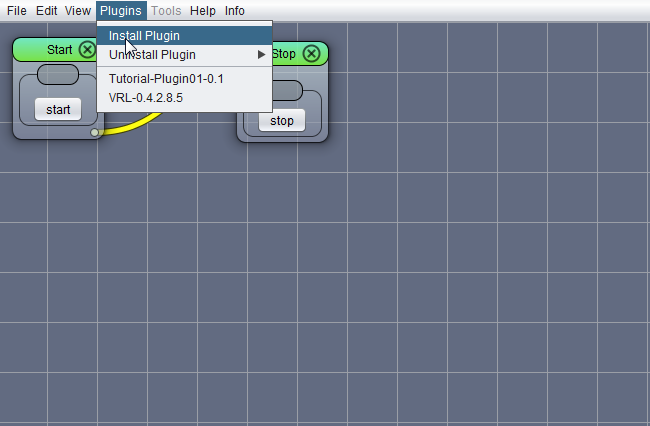 File Edit View Plugins Tools Help Info
Install Plugin
Uninstall Plugin
Tutorial-Plugin01-0.1
VRL-0.4.2.8.5
Start
start
Stop
stop